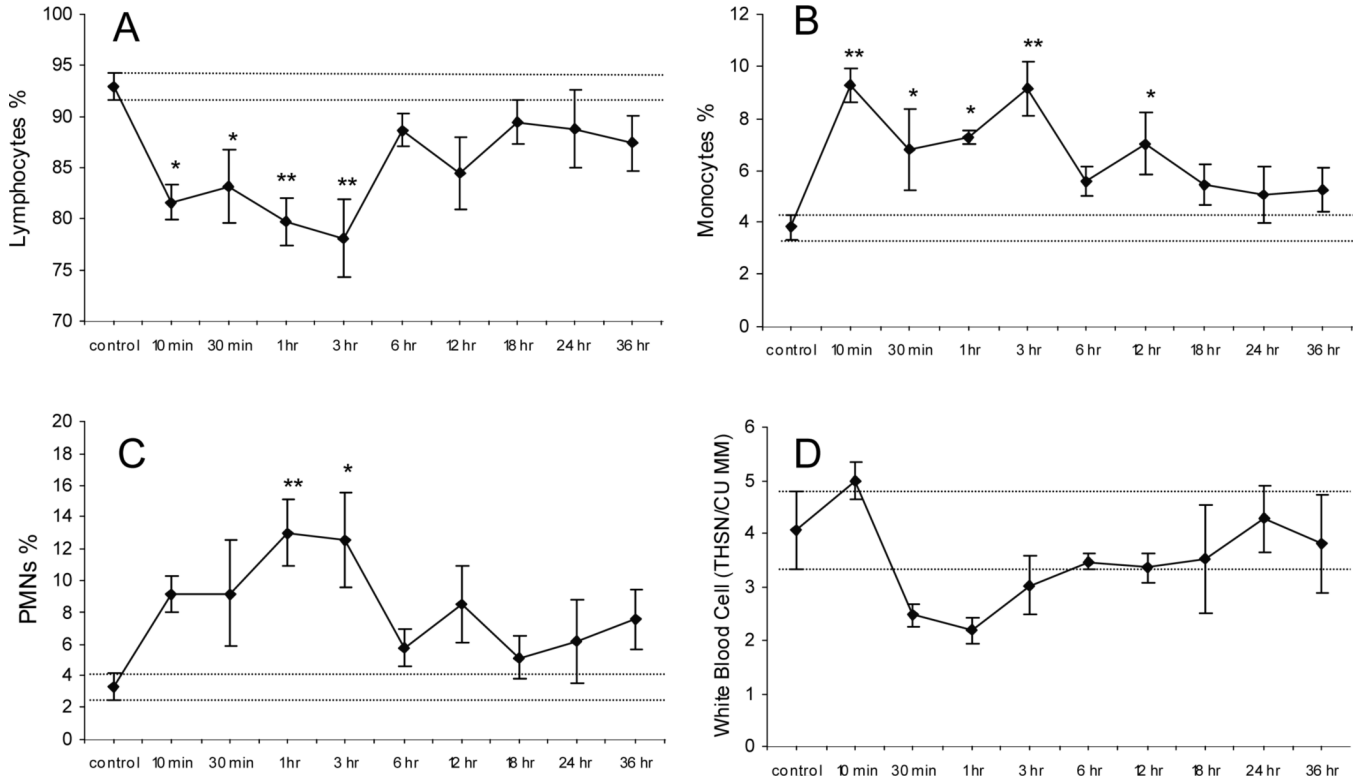 A
Lymphocytes %
100
95
90
85
80
75
70
control 10 min 30 min 1 hr 3 hr 6 hr 12 hr 18 hr 24 hr 36 hr
* * ** **
B
Monocytes %
12
10
8
6
4
2
0
control 10 min 30 min 1 hr 3 hr 6 hr 12 hr 18 hr 24 hr 36 hr
** * * ** *
C
PMNs %
20
18
16
14
12
10
8
6
4
2
0
control 10 min 30 min 1 hr 3 hr 6 hr 12 hr 18 hr 24 hr 36 hr
** *
D
White Blood Cell (THSN/CU MM)
6
5
4
3
2
1
0
control 10 min 30 min 1 hr 3 hr 6 hr 12 hr 18 hr 24 hr 36 hr